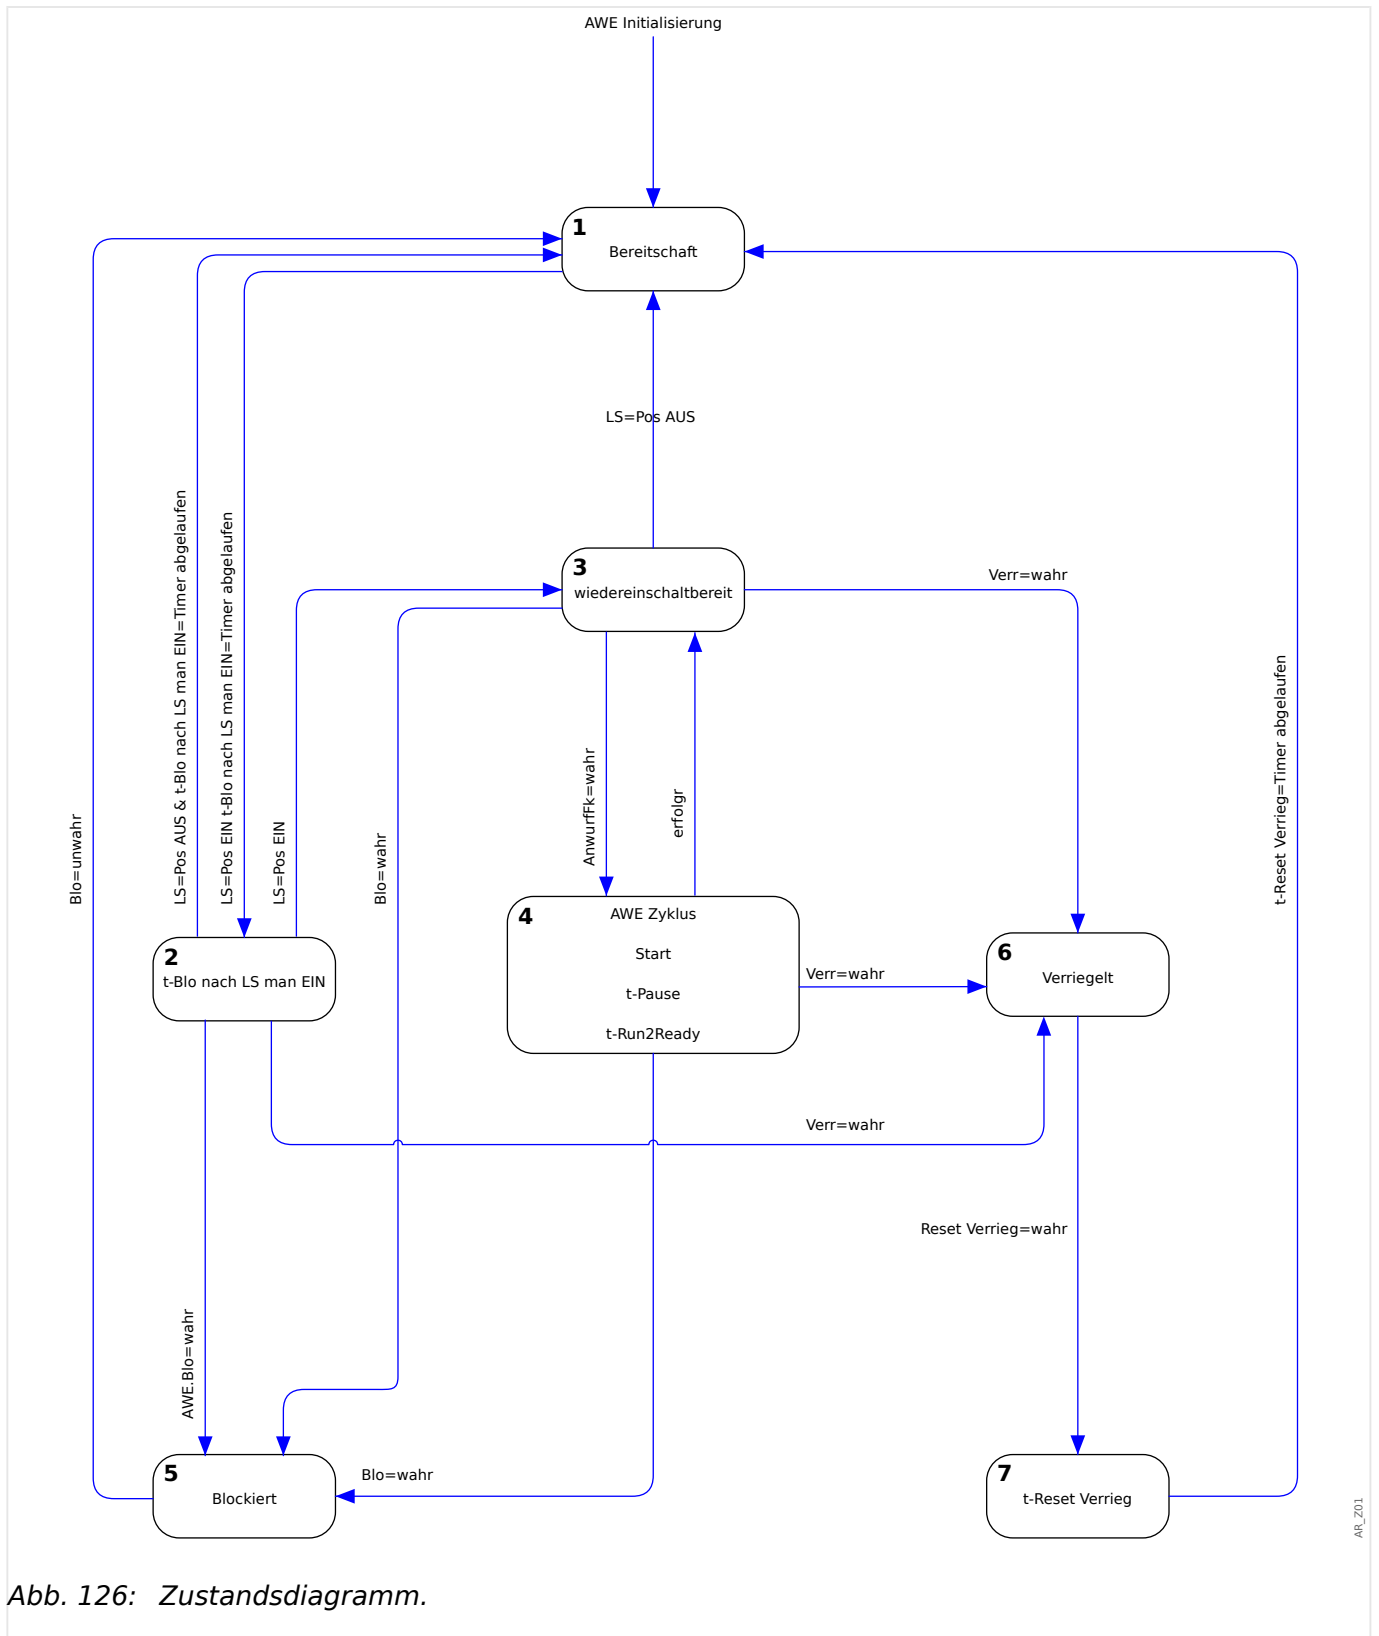 AWE Initialisierung
1
Bereitschaft
LS=Pos AUS
3
wiedereinschaltbereit
Verr=wahr
LS=Pos AUS & t-Blo nach LS man EIN=Timer abgelaufen
LS=Pos EIN t-Blo nach LS man EIN=Timer abgelaufen
LS=Pos EIN
Blo=wahr
Blo=unwahr
AnwurfFk=wahr
erfolgr
t-Reset Verrieg=Timer abgelaufen
2
t-Blo nach LS man EIN
4
AWE Zyklus
Start
t-Pause
t-Run2Ready
Verr=wahr
6
Verriegelt
Verr=wahr
Reset Verrieg=wahr
AWE.Blo=wahr
5
Blockiert
Blo=wahr
7
t-Reset Verrieg
AR_Z01
Abb. 126: Zustandsdiagramm.